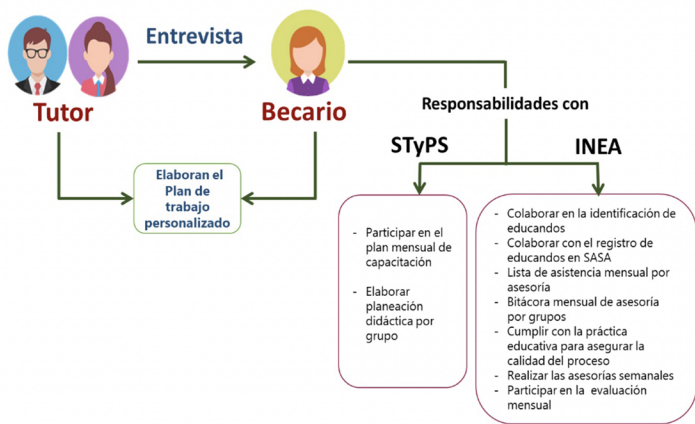 Entrevista
Tutor
Becario
Elaboran el
Plan de
trabajo
personalizado
Responsabilidades con
STyPS
INEA
- Participar en el
plan mensual de
capacitación
- Elaborar
planeación
didáctica por
grupo
- Colaborar en la identificación de
educandos
- Colaborar con el registro de
educandos en SASA
- Lista de asistencia mensual por
asesoría
- Bitácora mensual de asesoría
por grupos
- Cumplir con la práctica
educativa para asegurar la
calidad del proceso
- Realizar las asesorías semanales
- Participar en la evaluación
mensual